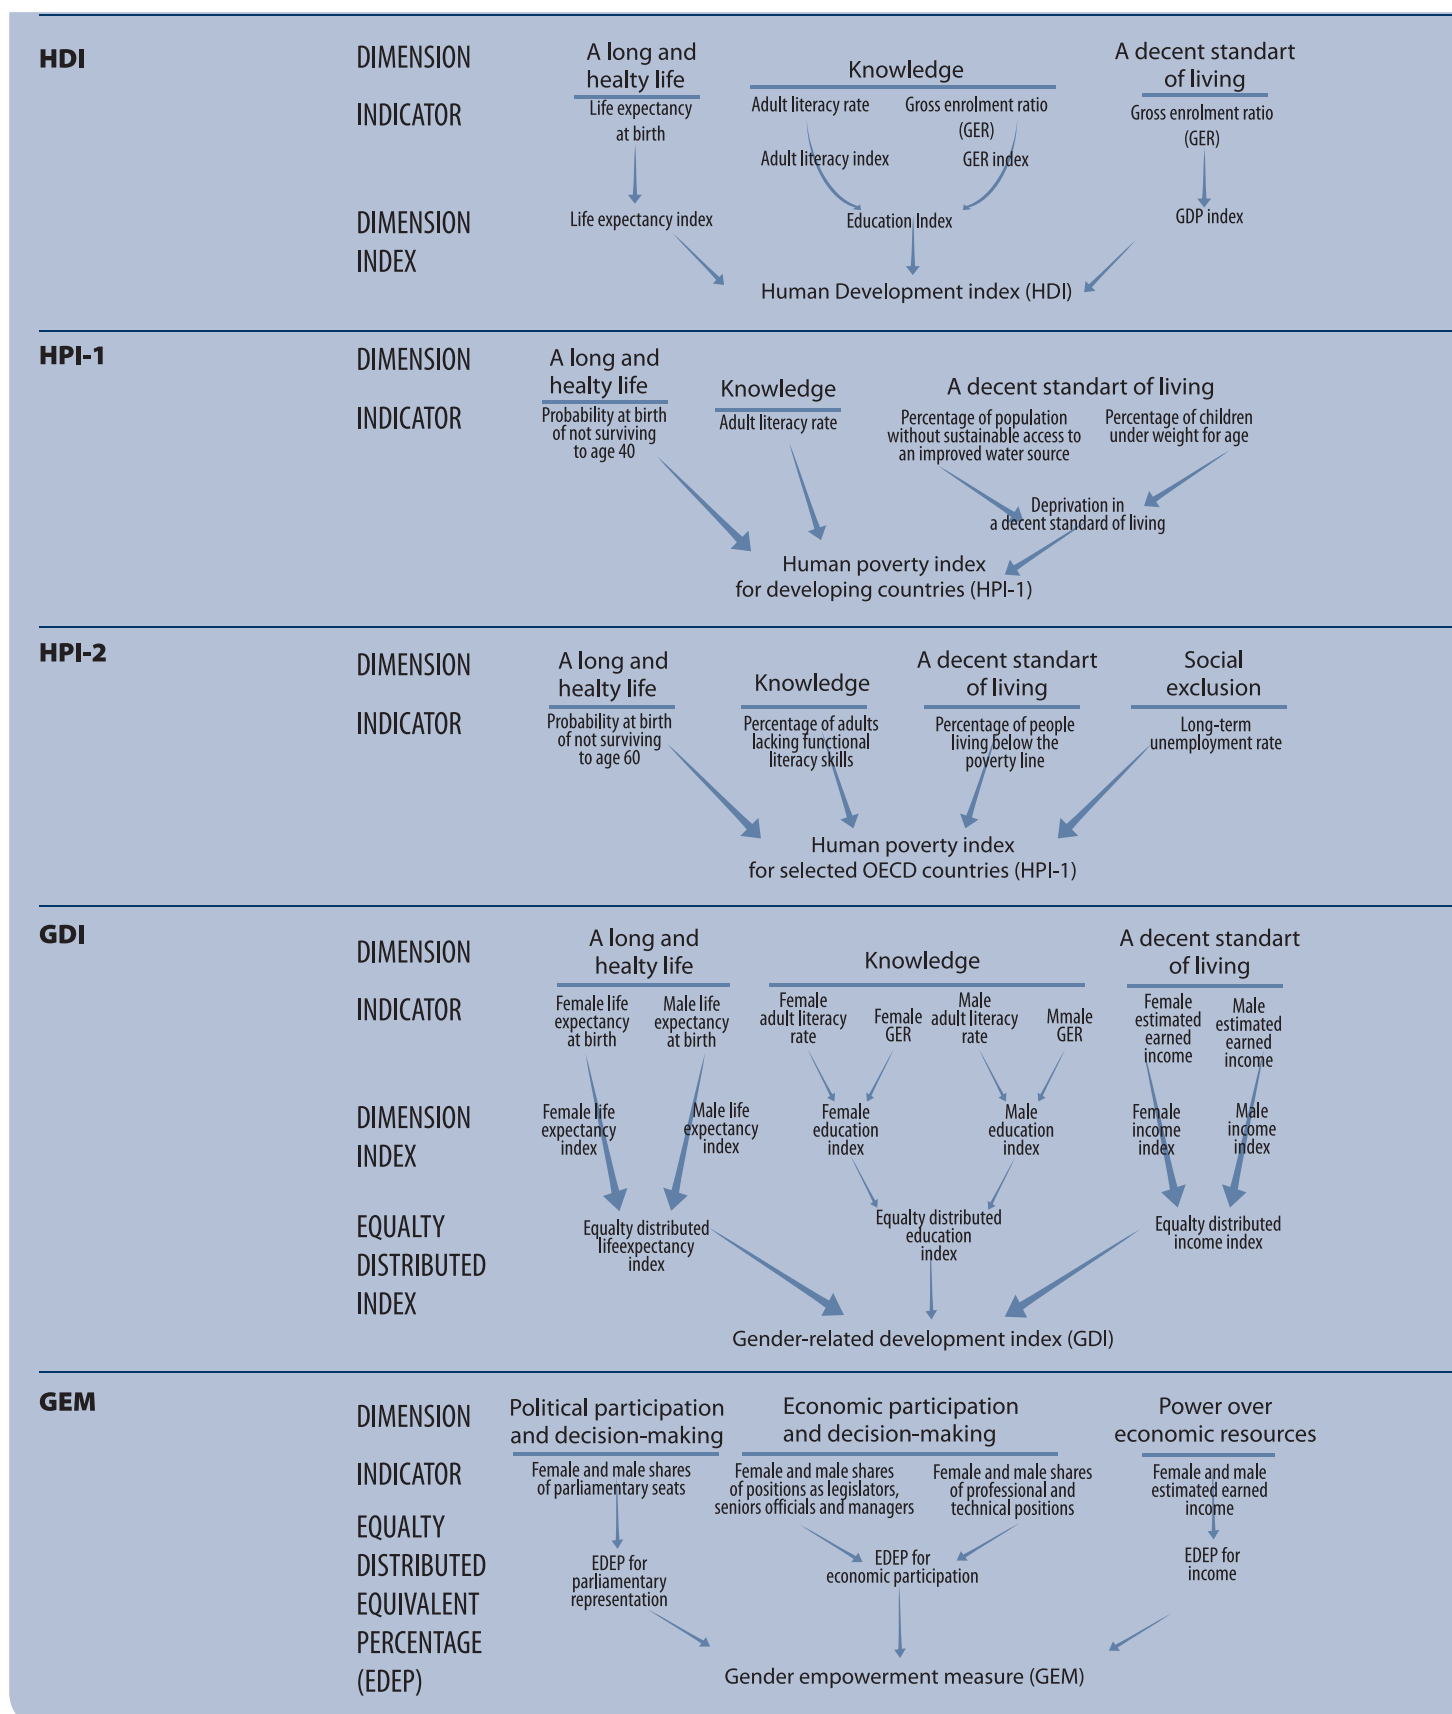 HDI
DIMENSION
A long and
healty life
Knowledge
A decent standart
of living
INDICATOR
Life expectancy
at birth
Adult literacy rate
Gross enrolment ratio
(GER)
Gross enrolment ratio
(GER)
Adult literacy index
GER index
DIMENSION
INDEX
Life expectancy index
Education Index
GDP index
Human Development index (HDI)
HPI-1
DIMENSION
A long and
healty life
Knowledge
A decent standart of living
INDICATOR
Probability at birth
of not surviving
to age 40
Adult literacy rate
Percentage of population
without sustainable access to
an improved water source
Percentage of children
under weight for age
Deprivation in
a decent standard of living
Human poverty index
for developing countries (HPI-1)
HPI-2
DIMENSION
A long and
healty life
Knowledge
A decent standart
of living
Social
exclusion
INDICATOR
Probability at birth
of not surviving
to age 60
Percentage of adults
lacking functional
literacy skills
Percentage of people
living below the
poverty line
Long-term
unemployment rate
Human poverty index
for selected OECD countries (HPI-1)
GDI
DIMENSION
A long and
healty life
Knowledge
A decent standart
of living
INDICATOR
Female life
expectancy
at birth
Male life
expectancy
at birth
Female
adult literacy
rate
Female
GER
Male
adult literacy
rate
Mmale
GER
Female
estimated
earned
income
Male
estimated
earned
income
DIMENSION
INDEX
Female life
expectancy
index
Male life
expectancy
index
Female
education
index
Male
education
index
Female
income
index
Male
income
index
EQUALTY
DISTRIBUTED
INDEX
Equalty distributed
lifeexpectancy
index
Equalty distributed
education
index
Equalty distributed
income index
Gender-related development index (GDI)
GEM
DIMENSION
Political participation
and decision-making
Economic participation
and decision-making
Power over
economic resources
INDICATOR
Female and male shares
of parliamentary seats
Female and male shares
of positions as legislators,
seniors officials and managers
Female and male shares
of professional and
technical positions
Female and male
estimated earned
income
EQUALTY
DISTRIBUTED
EQUIVALENT
PERCENTAGE
(EDEP)
EDEP for
parliamentary
representation
EDEP for
economic participation
EDEP for
income
Gender empowerment measure (GEM)